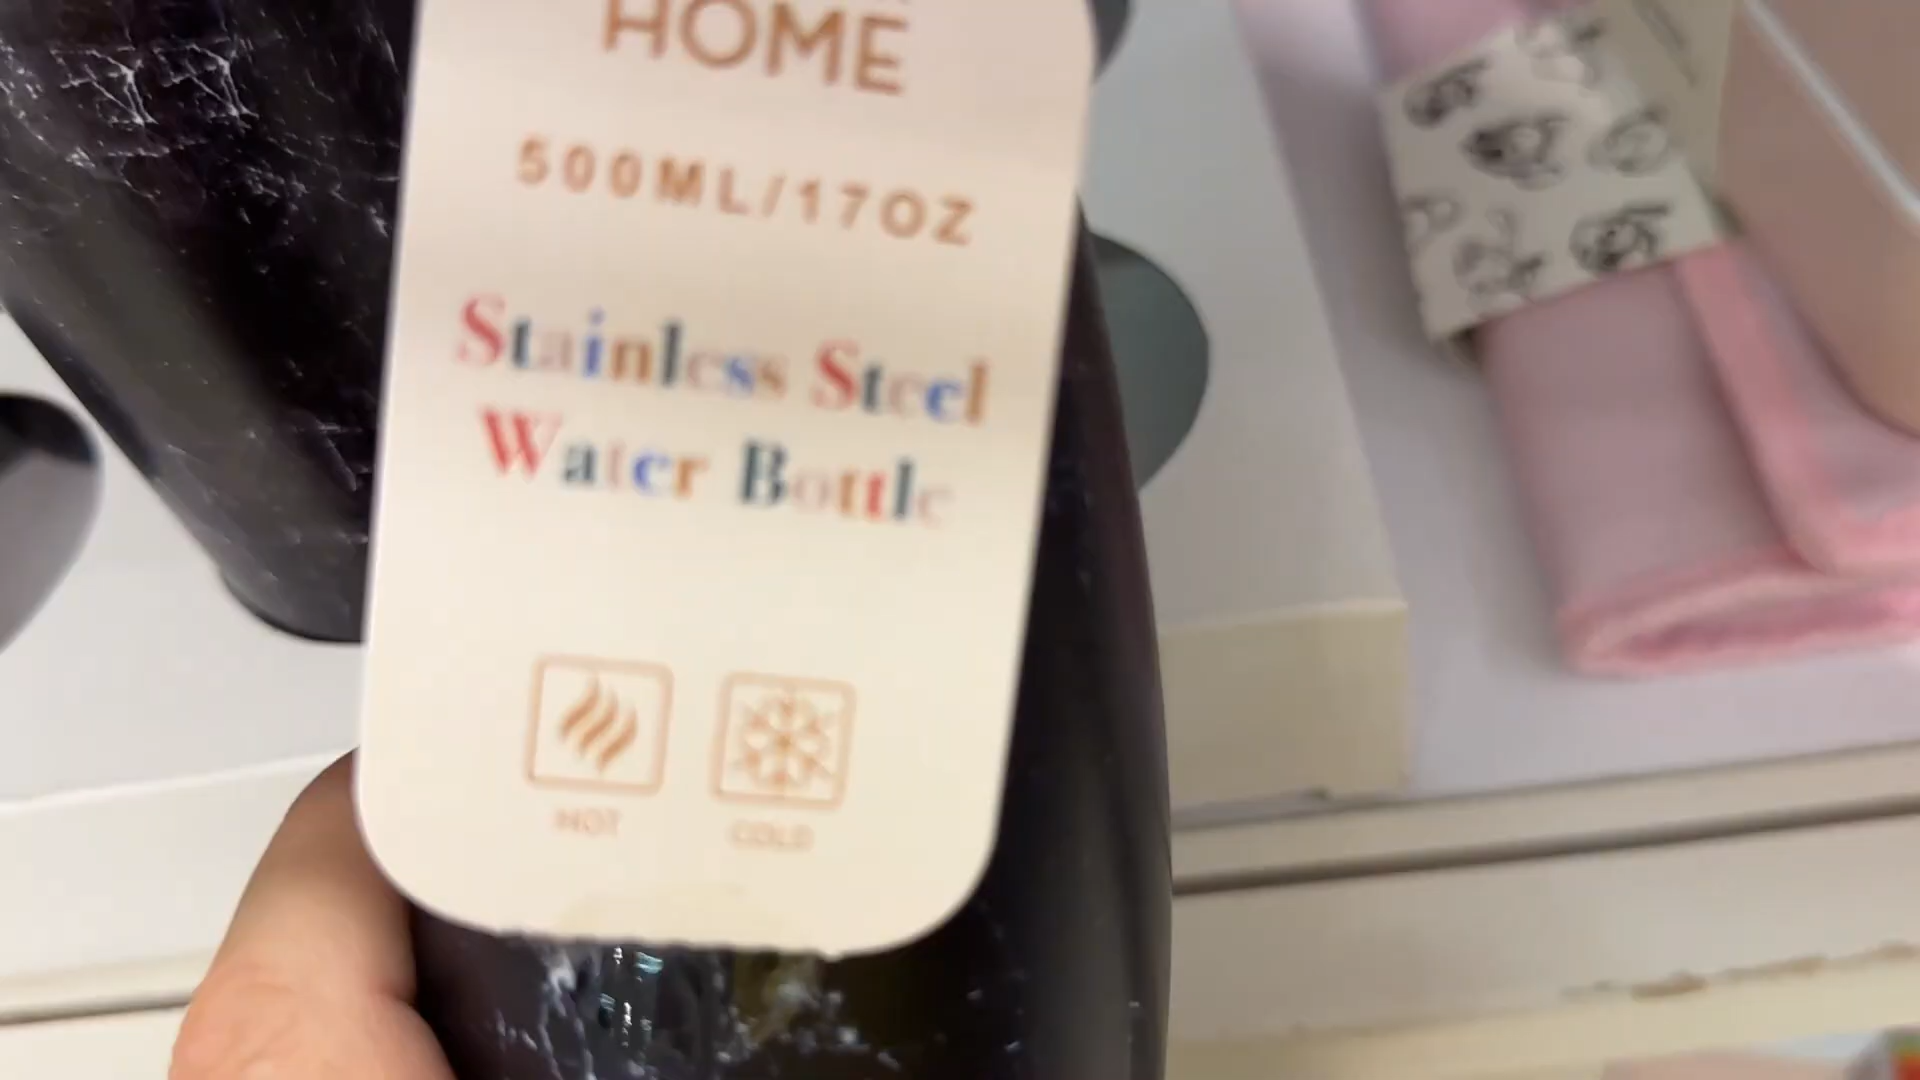 HOME
500ML/17OZ
Stainless Steel
Water Bottle
HOT
COLD